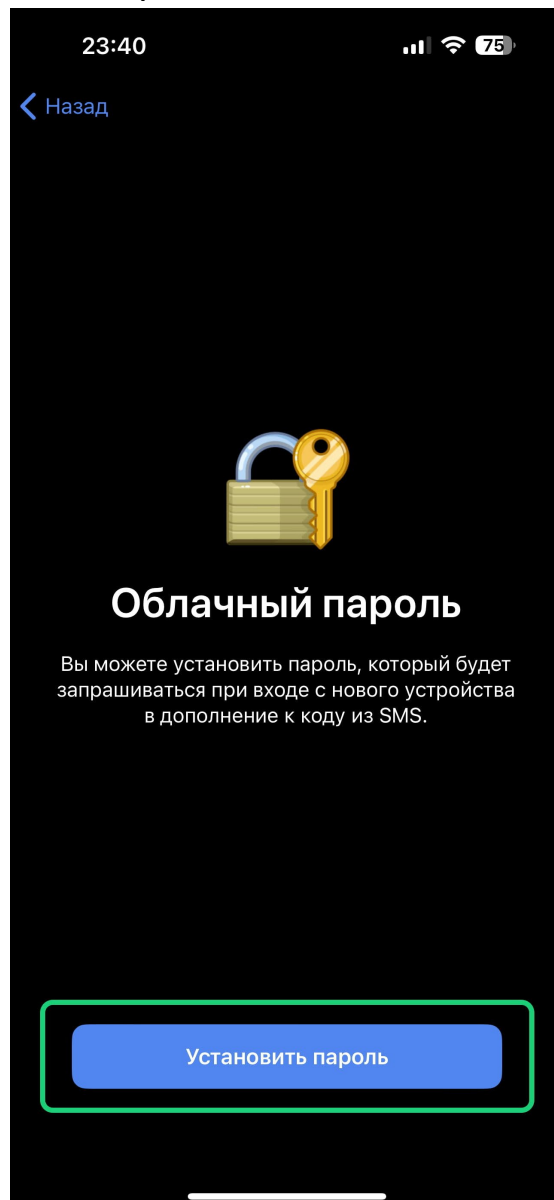 23:40
75
Назад
Облачный пароль
Вы можете установить пароль, который будет
запрашиваться при входе с нового устройства
в дополнение к коду из SMS.
Установить пароль